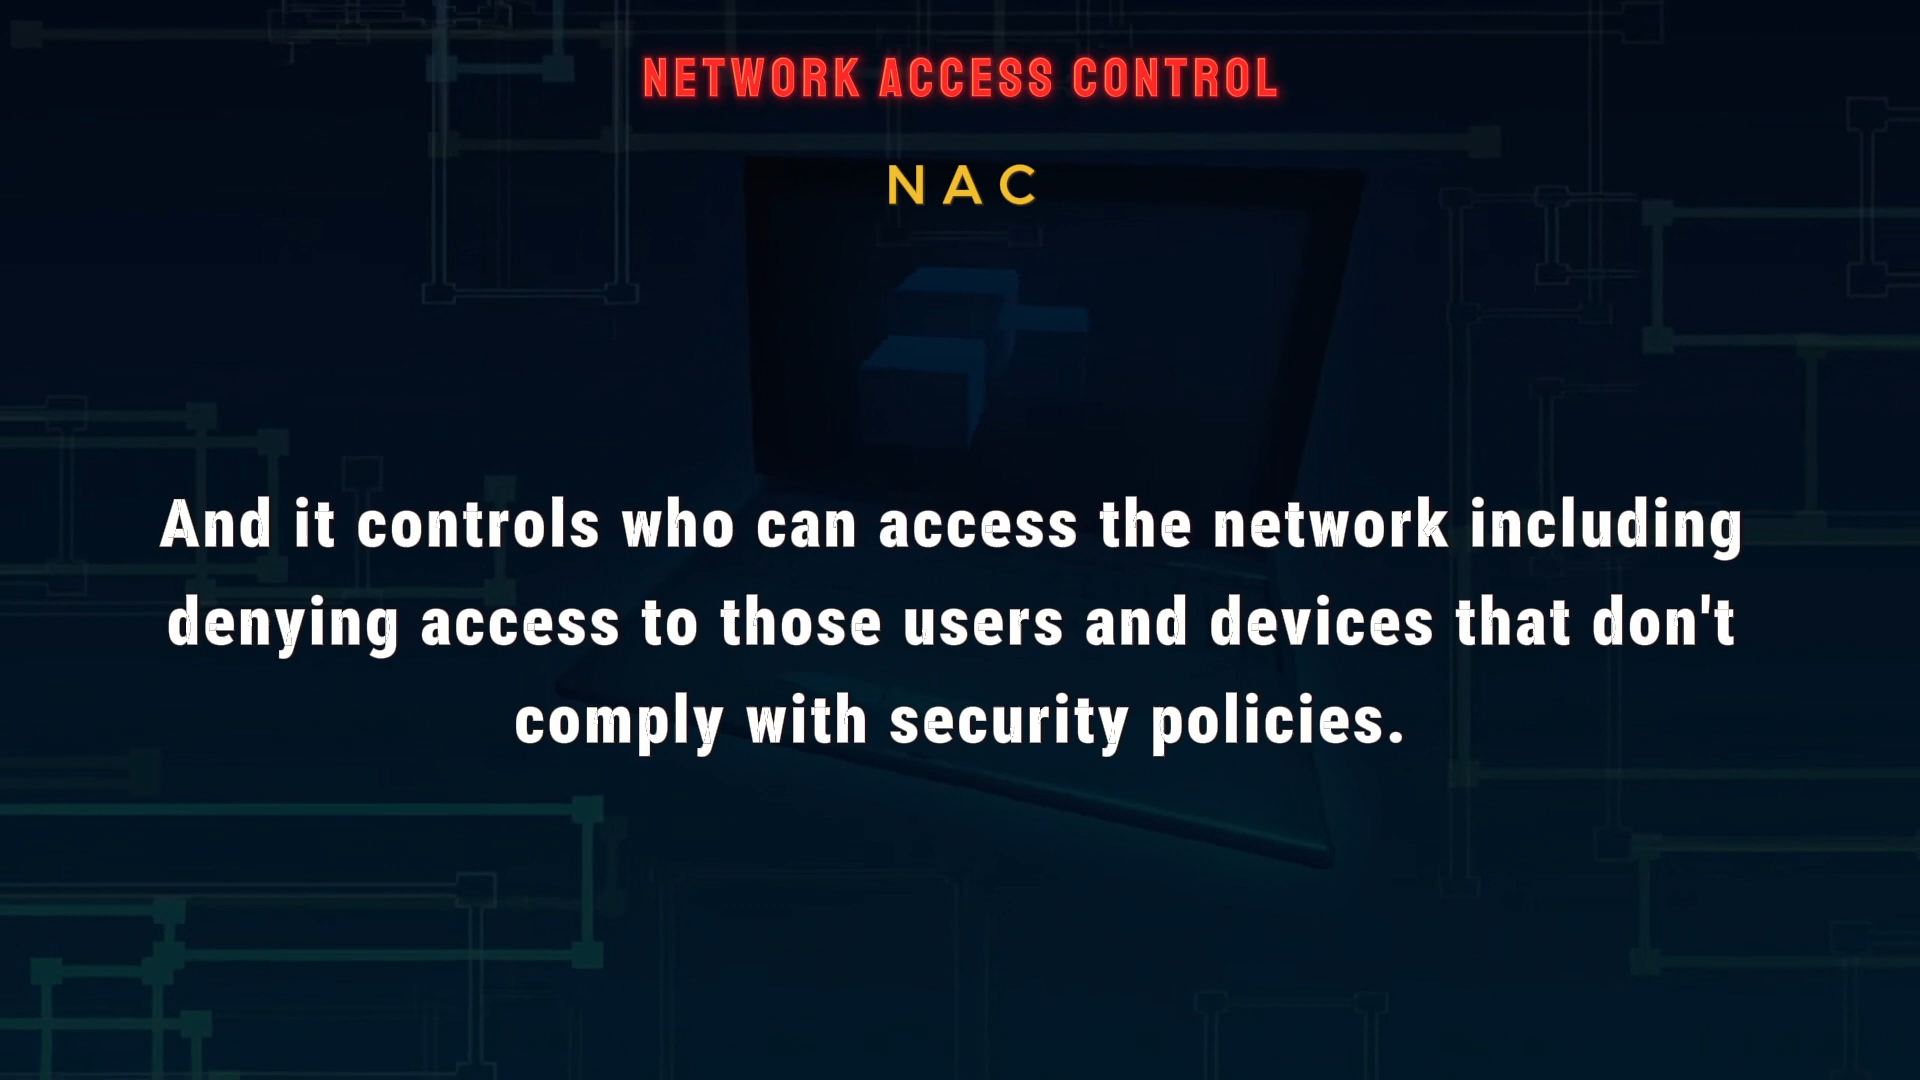 NETWORK ACCESS CONTROL
NAC
And it controls who can access the network including
denying access to those users and devices that don't
comply with security policies.